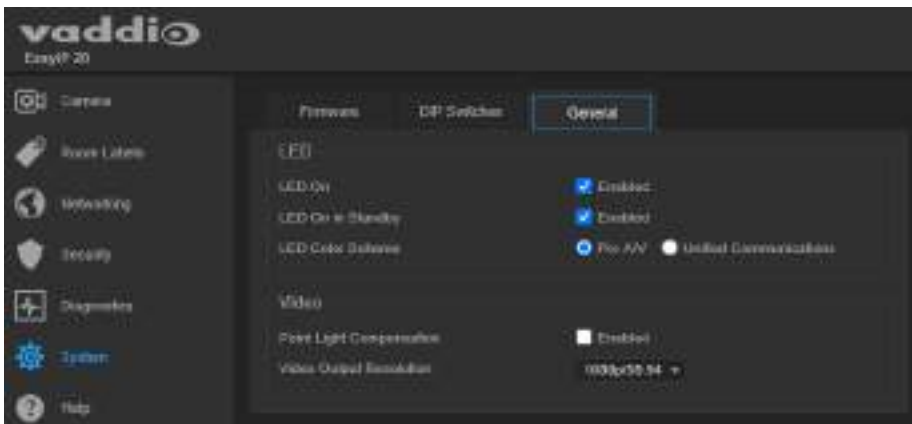 vaddio
EasyIP 20
Camera
Room Labels
Networking
Security
Diagnostics
System
Help
Firmware
DIP Switches
General
LED
LED On
Enabled
LED On in Standby
Enabled
LED Color Scheme
Pro A/V
Unified Communications
Video
Point Light Compensation
Enabled
Video Output Resolution
1080p/59.94